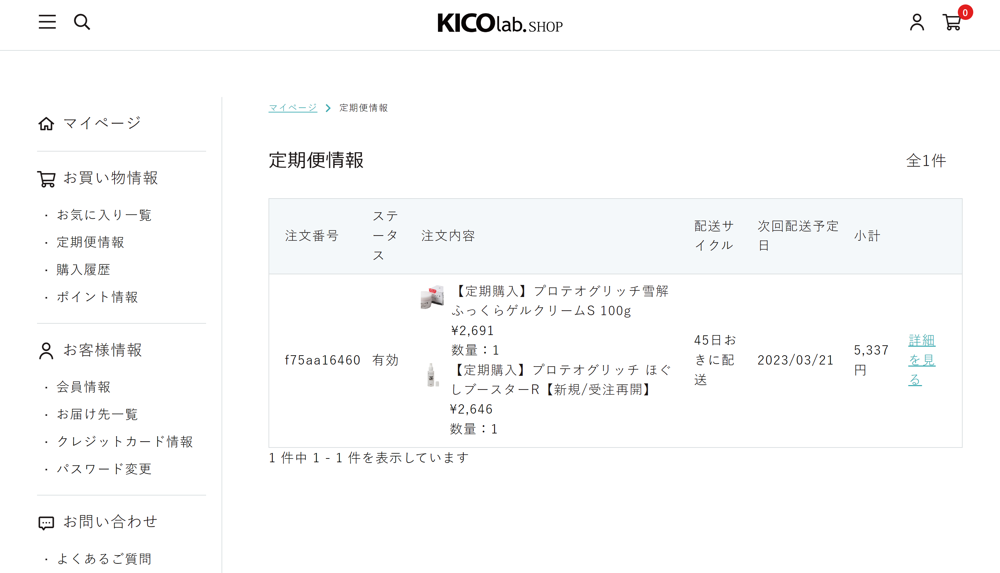 KICOlab. SHOP
0
マイページ
お買い物情報
・ お気に入り一覧
・ 定期便情報
・ 購入履歴
・ ポイント情報
お客様情報
・ 会員情報
・ お届け先一覧
・ クレジットカード情報
・ パスワード変更
お問い合わせ
・ よくあるご質問
マイページ > 定期便情報
定期便情報
全1件
注文番号
ステ
ータ
ス
注文内容
配送サ
イクル
次回配送予定
日
小計
f75aa16460
有効
【定期購入】プロテオグリッチ雪解
ふっくらゲルクリームS 100g
¥2,691
数量：1
【定期購入】プロテオグリッチ ほぐ
しブースターR【新規/受注再開】
¥2,646
数量：1
45日お
きに配
送
2023/03/21
5,337
円
詳細
を見
る
1 件中 1 - 1 件を表示しています